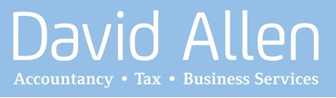 David Allen
Accountancy • Tax • Business Services